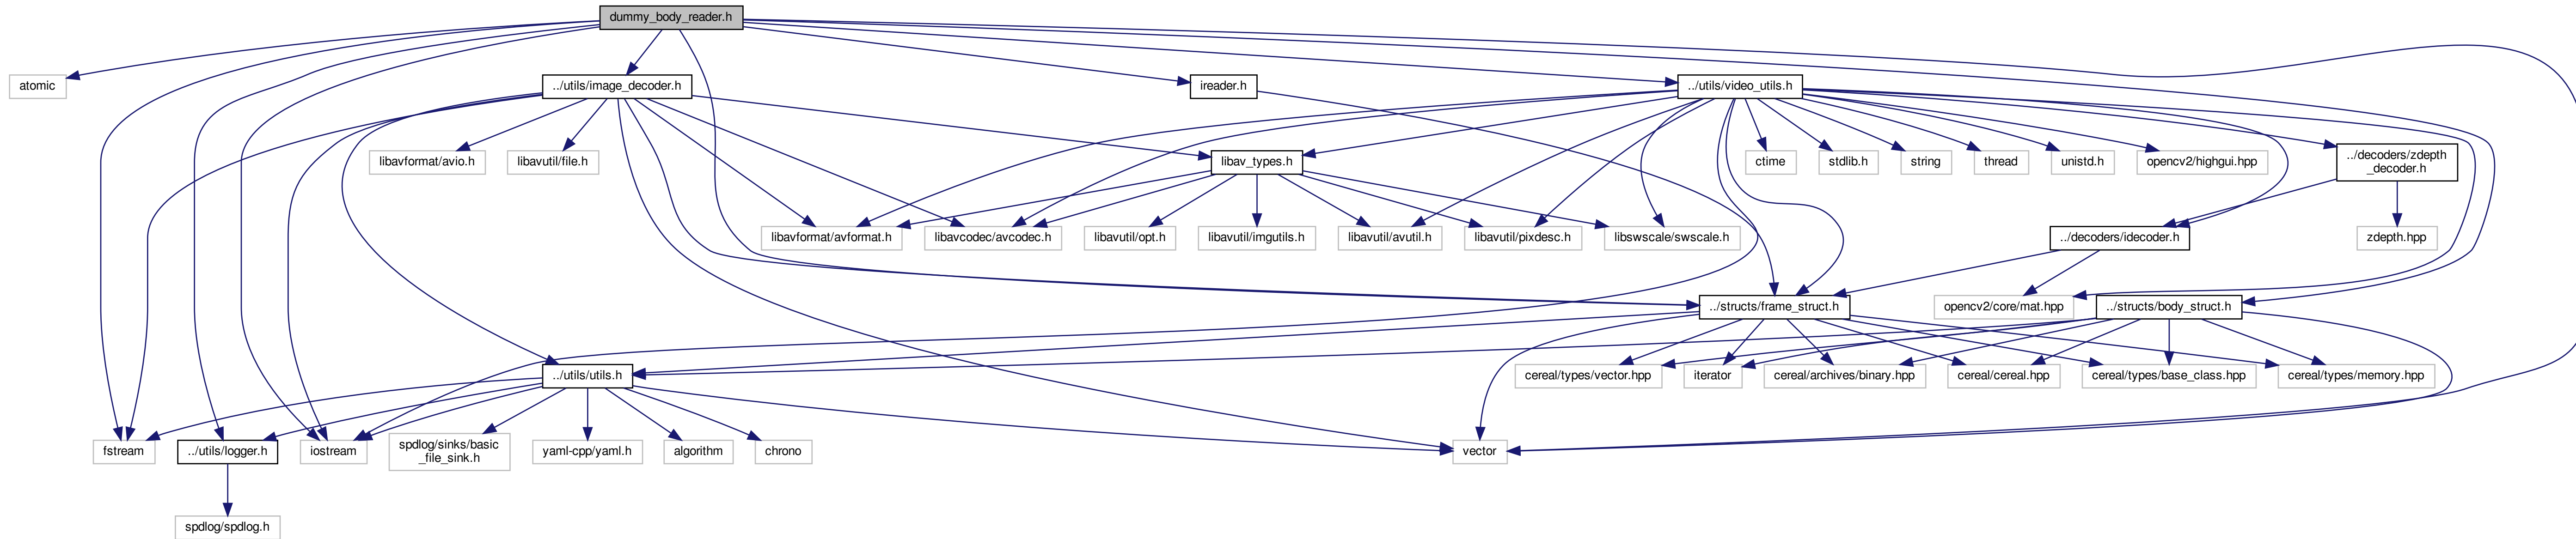 dummy_body_reader.h
atomic
../utils/image_decoder.h
ireader.h
../utils/video_utils.h
libavformat/avio.h
libavutil/file.h
libav_types.h
ctime
stdlib.h
string
thread
unistd.h
opencv2/highgui.hpp
../decoders/zdepth
_decoder.h
libavformat/avformat.h
libavcodec/avcodec.h
libavutil/opt.h
libavutil/imgutils.h
libavutil/avutil.h
libavutil/pixdesc.h
libswscale/swscale.h
../decoders/idecoder.h
zdepth.hpp
../structs/frame_struct.h
opencv2/core/mat.hpp
../structs/body_struct.h
../utils/utils.h
cereal/types/vector.hpp
iterator
cereal/archives/binary.hpp
cereal/cereal.hpp
cereal/types/base_class.hpp
cereal/types/memory.hpp
fstream
../utils/logger.h
iostream
spdlog/sinks/basic
_file_sink.h
yaml-cpp/yaml.h
algorithm
chrono
vector
spdlog/spdlog.h